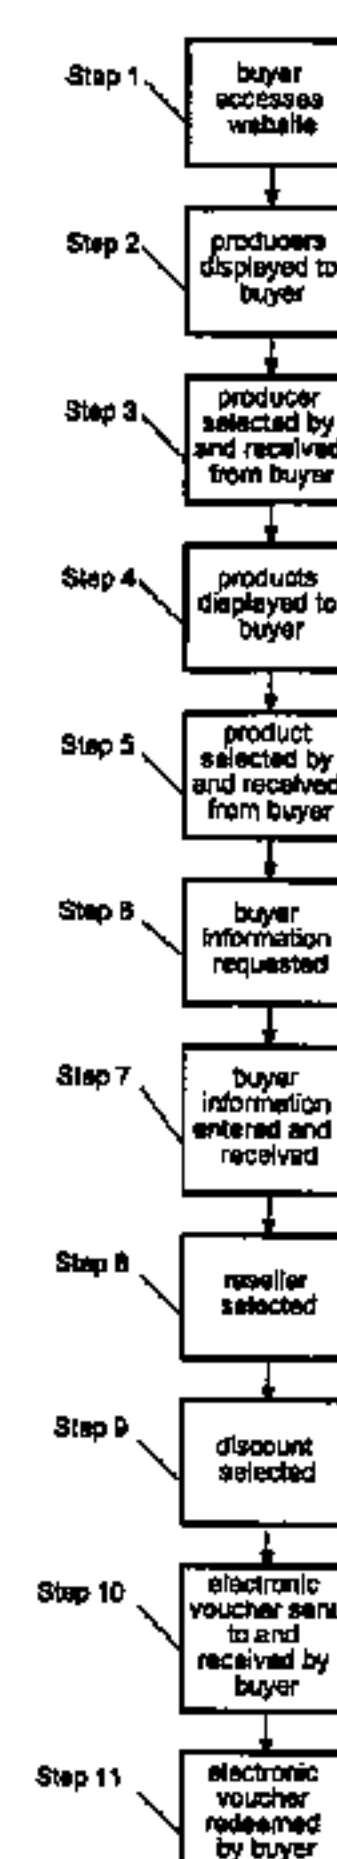 Step 1
buyer
accesses
website
Step 2
producers
displayed to
buyer
Step 3
producer
selected by
and received
from buyer
Step 4
products
displayed to
buyer
Step 5
product
selected by
and received
from buyer
Step 6
buyer
information
requested
Step 7
buyer
information
entered and
received
Step 8
reseller
selected
Step 9
discount
selected
Step 10
electronic
voucher sent
to and
received by
buyer
Step 11
electronic
voucher
redeemed
by buyer